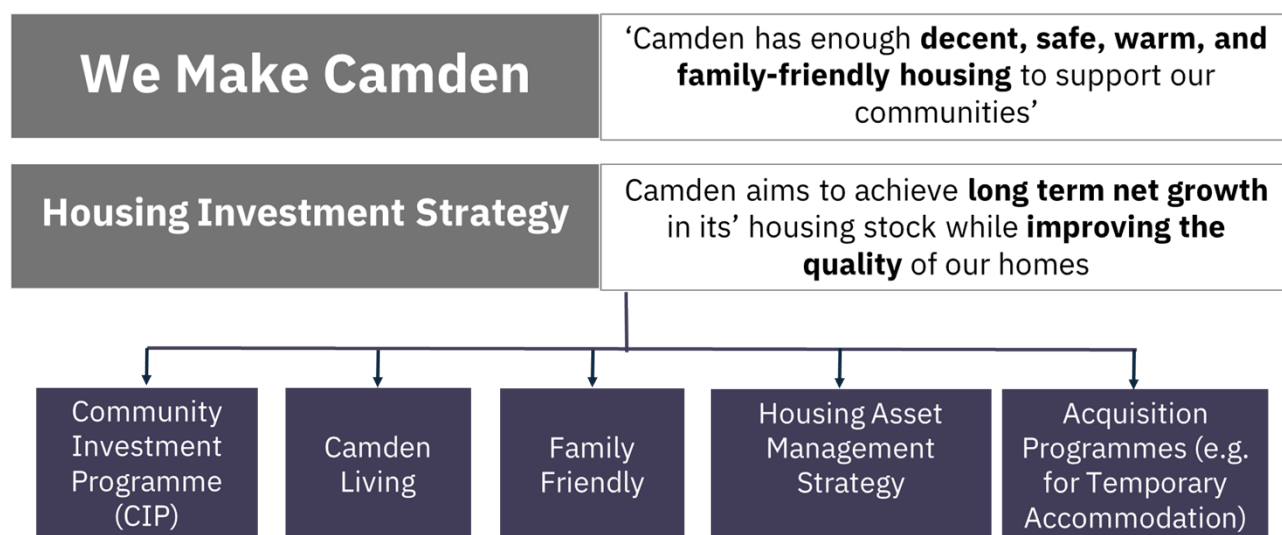 We Make Camden
‘Camden has enough decent, safe, warm, and
family-friendly housing to support our
communities’
Housing Investment Strategy
Camden aims to achieve long term net growth
in its’ housing stock while improving the
quality of our homes
Community
Investment
Programme
(CIP)
Camden
Living
Family
Friendly
Housing Asset
Management
Strategy
Acquisition
Programmes (e.g.
for Temporary
Accommodation)